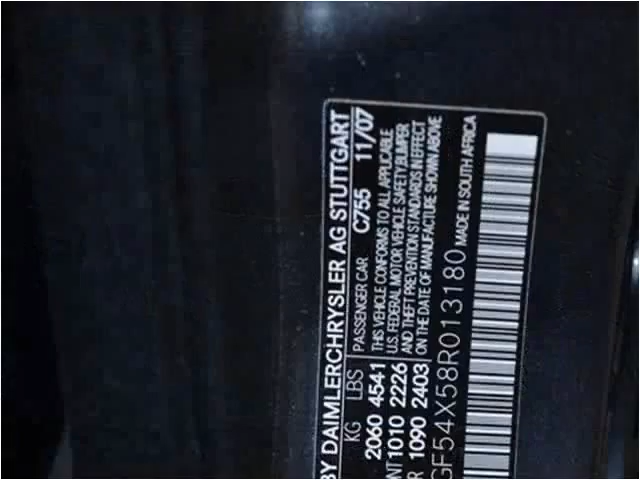 BY DAIMLERCHRYSLER AG STUTTGART
KG LBS PASSENGER CAR C755 11/07
2060 4541 THIS VEHICLE CONFORMS TO ALL APPLICABLE
1010 2226 U.S. FEDERAL MOTOR VEHICLE SAFETY BUMPER
1090 2403 AND THEFT PREVENTION STANDARDS IN EFFECT
ON THE DATE OF MANUFACTURE SHOWN ABOVE
GF54X58R013180 MADE IN SOUTH AFRICA